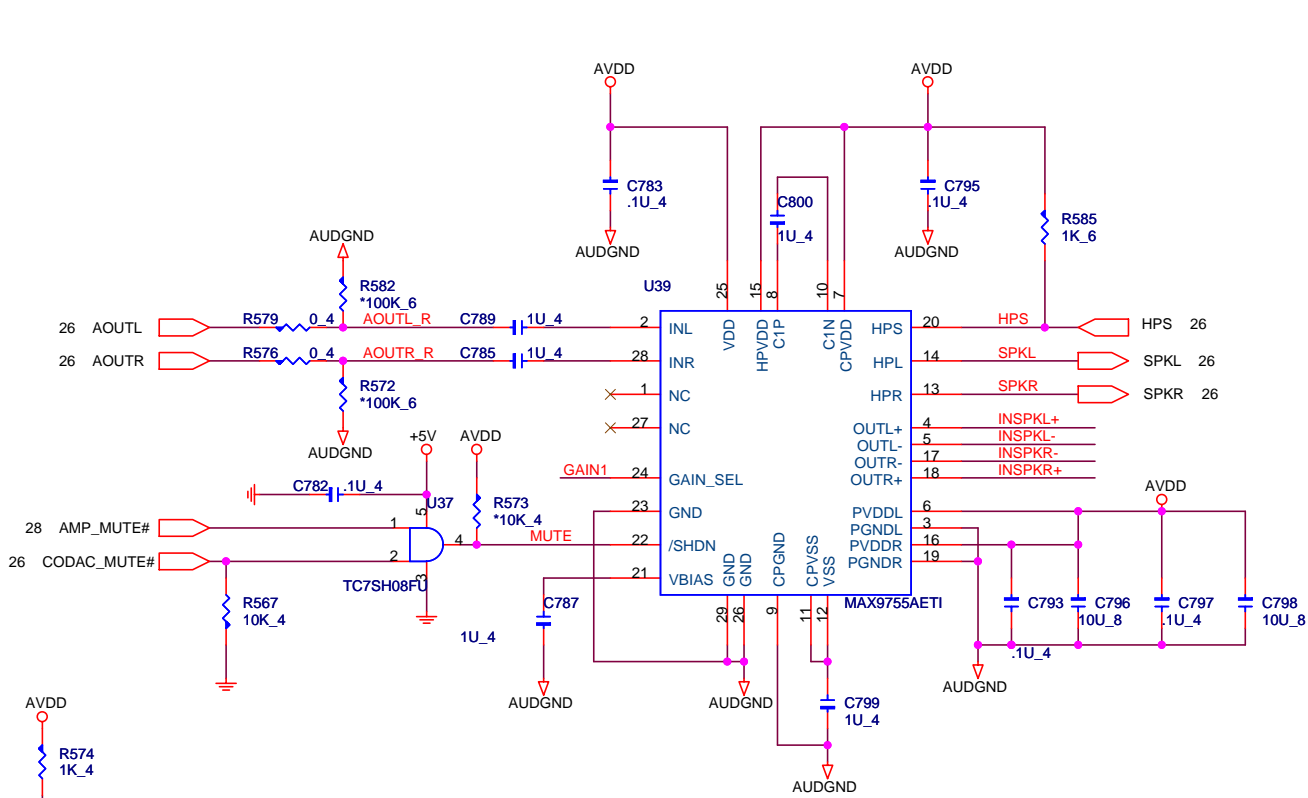 AVDD
AVDD
C783
.1U_4
C800
1U_4
C795
.1U_4
R585
1K_6
AUDGND
AUDGND
AUDGND
R582
*100K_6
U39
25
15
8
10
7
26 AOUTL
R579
0_4
AOUTL_R
C789
1U_4
2
INL
VDD
HPVDD
C1P
C1N
CPVDD
HPS
20
HPS
HPS 26
26 AOUTR
R576
0_4
AOUTR_R
C785
1U_4
28
INR
HPL
14
SPKL
SPKL 26
R572
*100K_6
1
NC
HPR
13
SPKR
SPKR 26
AUDGND
27
NC
OUTL+
4
INSPKL+
OUTL-
5
INSPKL-
OUTR-
17
INSPKR-
OUTR+
18
INSPKR+
+5V
AVDD
GAIN1
24
GAIN_SEL
C782
.1U_4
U37
5
R573
*10K_4
AVDD
23
GND
PVDDL
6
PGNDL
3
PVDDR
16
PGNDR
19
28 AMP_MUTE#
1
4
MUTE
22
/SHDN
26 CODAC_MUTE#
2
3
TC7SH08FU
21
VBIAS
GND
GND
CPGND
CPVSS
VSS
MAX9755AETI
R567
10K_4
C787
1U_4
29
26
9
11
12
C793
.1U_4
C796
10U_8
C797
.1U_4
C798
10U_8
AUDGND
AUDGND
AUDGND
C799
1U_4
AUDGND
AVDD
R574
1K_4